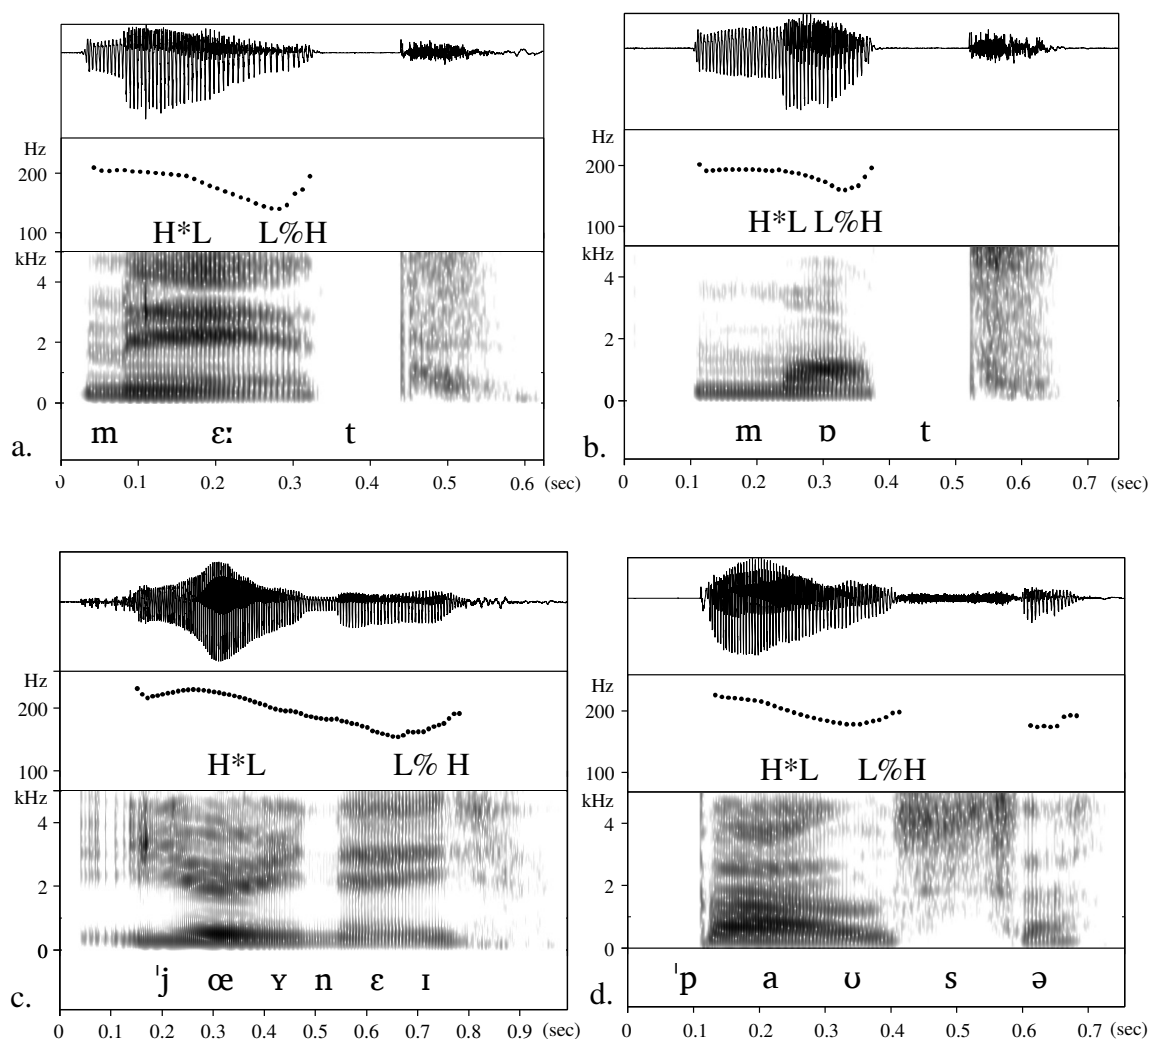 Hz
200
100
H*L L%H
kHz
4
2
0
m ɛː t
a.
0 0.1 0.2 0.3 0.4 0.5 0.6 (sec)
Hz
200
100
H*L L%H
kHz
4
2
0
m ɒ t
b.
0 0.1 0.2 0.3 0.4 0.5 0.6 0.7 (sec)
Hz
200
100
H*L L% H
kHz
4
2
0
ˈj œ ʏ n ɛ ɪ
c.
0 0.1 0.2 0.3 0.4 0.5 0.6 0.7 0.8 0.9 (sec)
Hz
200
100
H*L L%H
kHz
4
2
0
ˈp a ʊ s ə
d.
0 0.1 0.2 0.3 0.4 0.5 0.6 0.7 (sec)